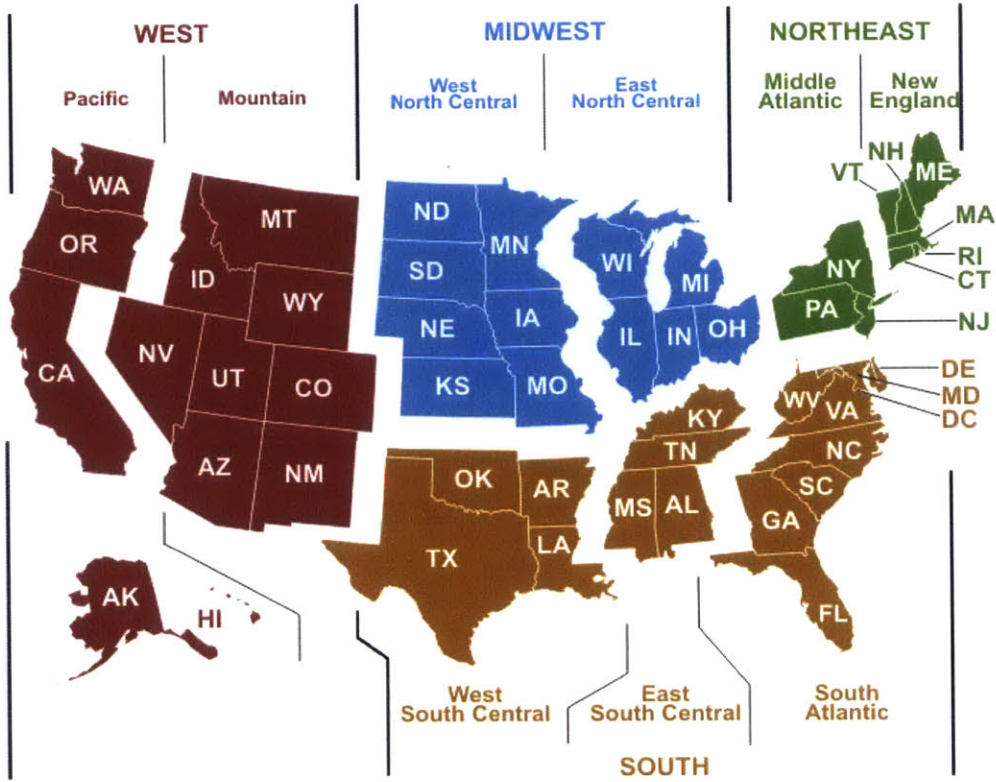 WEST
MIDWEST
NORTHEAST
Pacific
Mountain
West
North Central
East
North Central
Middle
Atlantic
New
England
WA
OR
CA
MT
ID
WY
NV
UT
CO
AZ
NM
AK
HI
ND
SD
NE
KS
MN
IA
MO
WI
MI
IL
IN
OH
NH
VT
ME
MA
RI
CT
NY
PA
NJ
DE
MD
DC
WV
VA
KY
TN
NC
SC
OK
AR
MS
AL
GA
TX
LA
FL
West
South Central
East
South Central
South
Atlantic
SOUTH